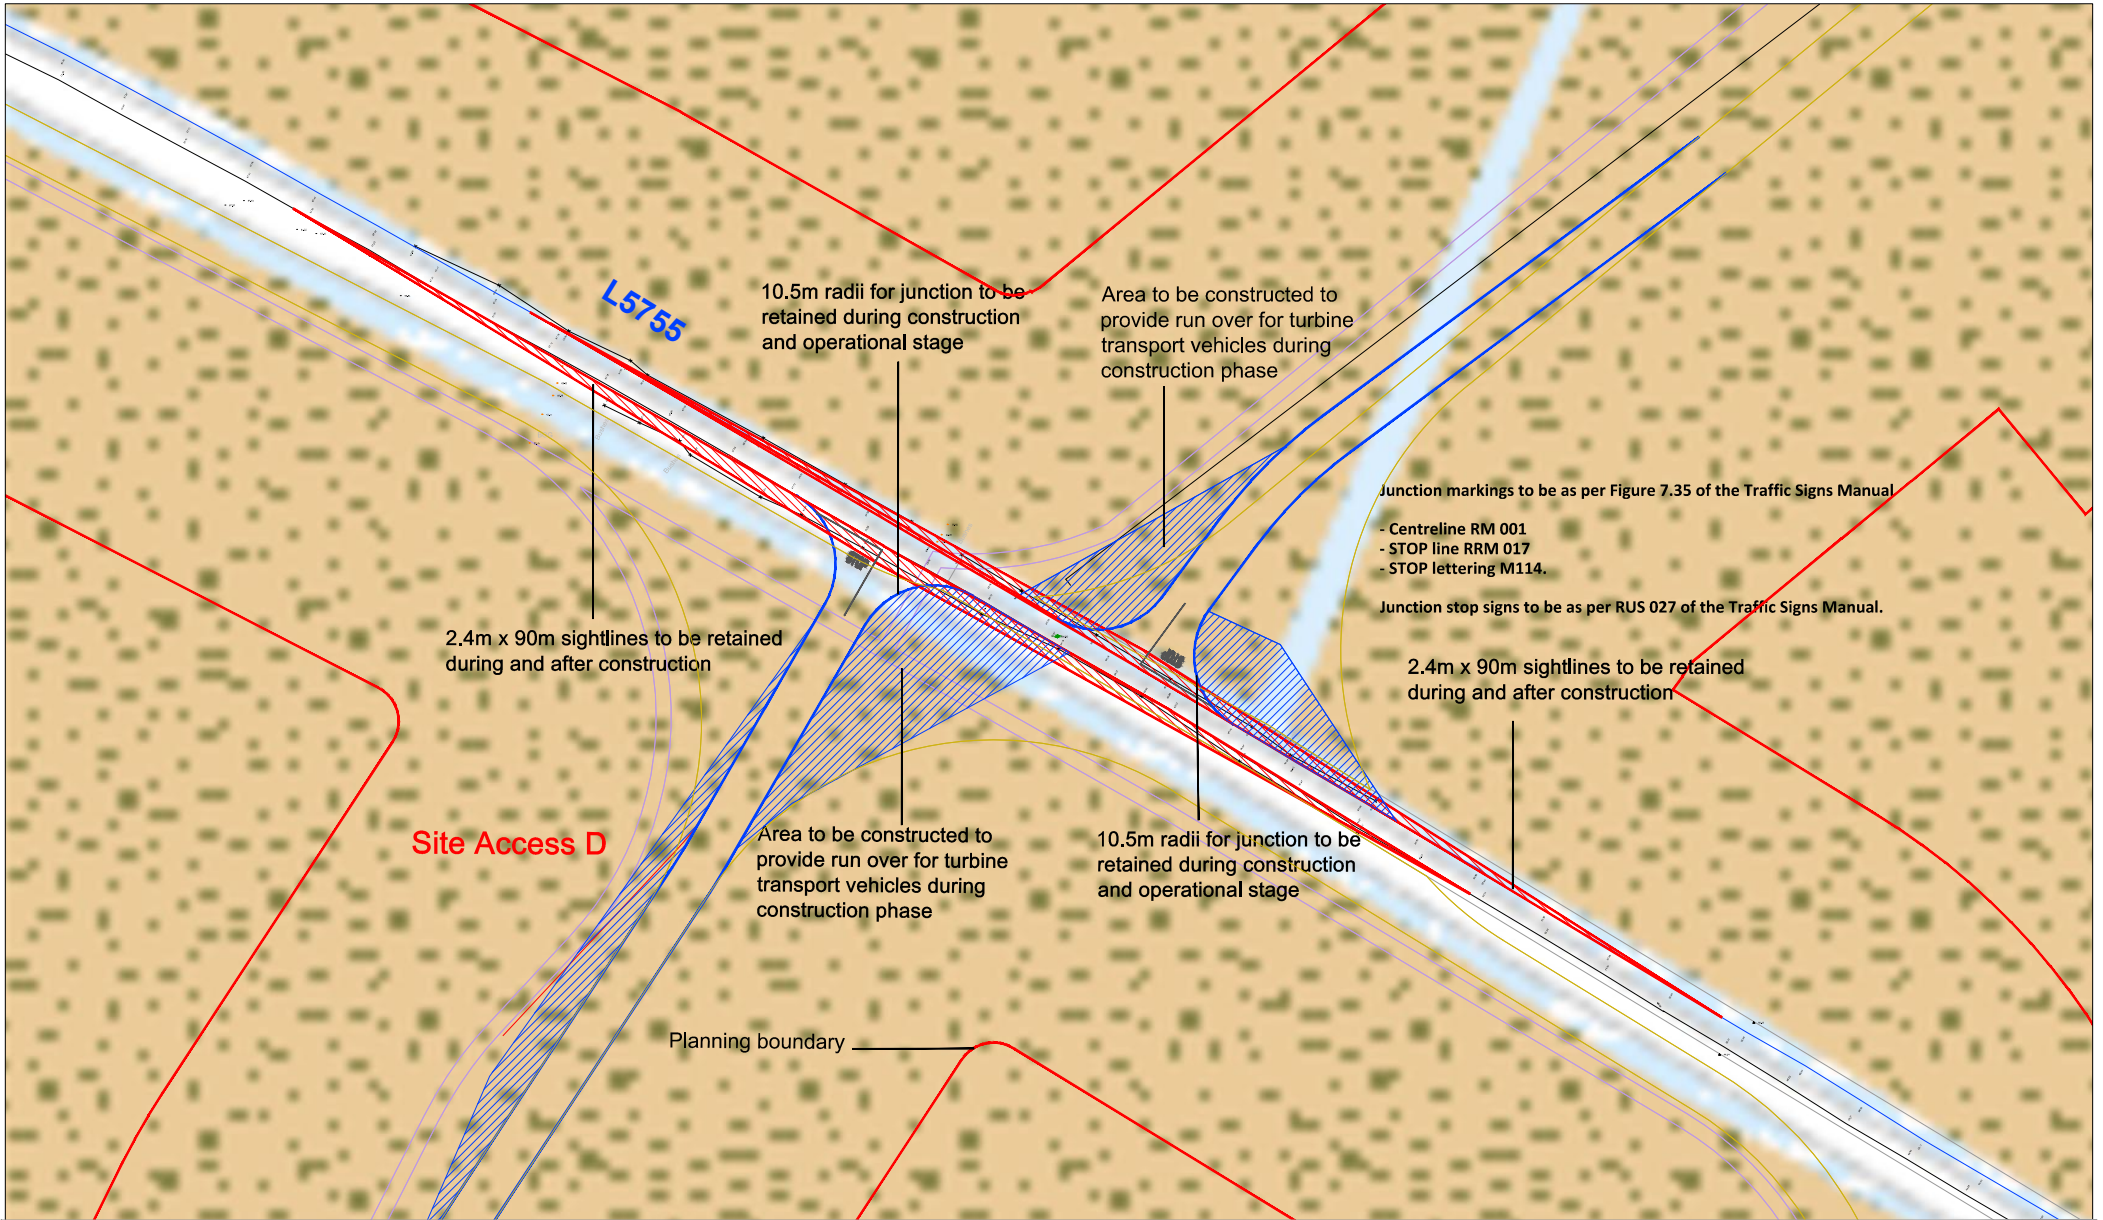 L5755
10.5m radii for junction to be
retained during construction
and operational stage
Area to be constructed to
provide run over for turbine
transport vehicles during
construction phase
Junction markings to be as per Figure 7.35 of the Traffic Signs Manual
- Centreline RM 001
- STOP line RRM 017
- STOP lettering M114.
Junction stop signs to be as per RUS 027 of the Traffic Signs Manual.
2.4m x 90m sightlines to be retained
during and after construction
2.4m x 90m sightlines to be retained
during and after construction
Site Access D
Area to be constructed to
provide run over for turbine
transport vehicles during
construction phase
10.5m radii for junction to be
retained during construction
and operational stage
Planning boundary